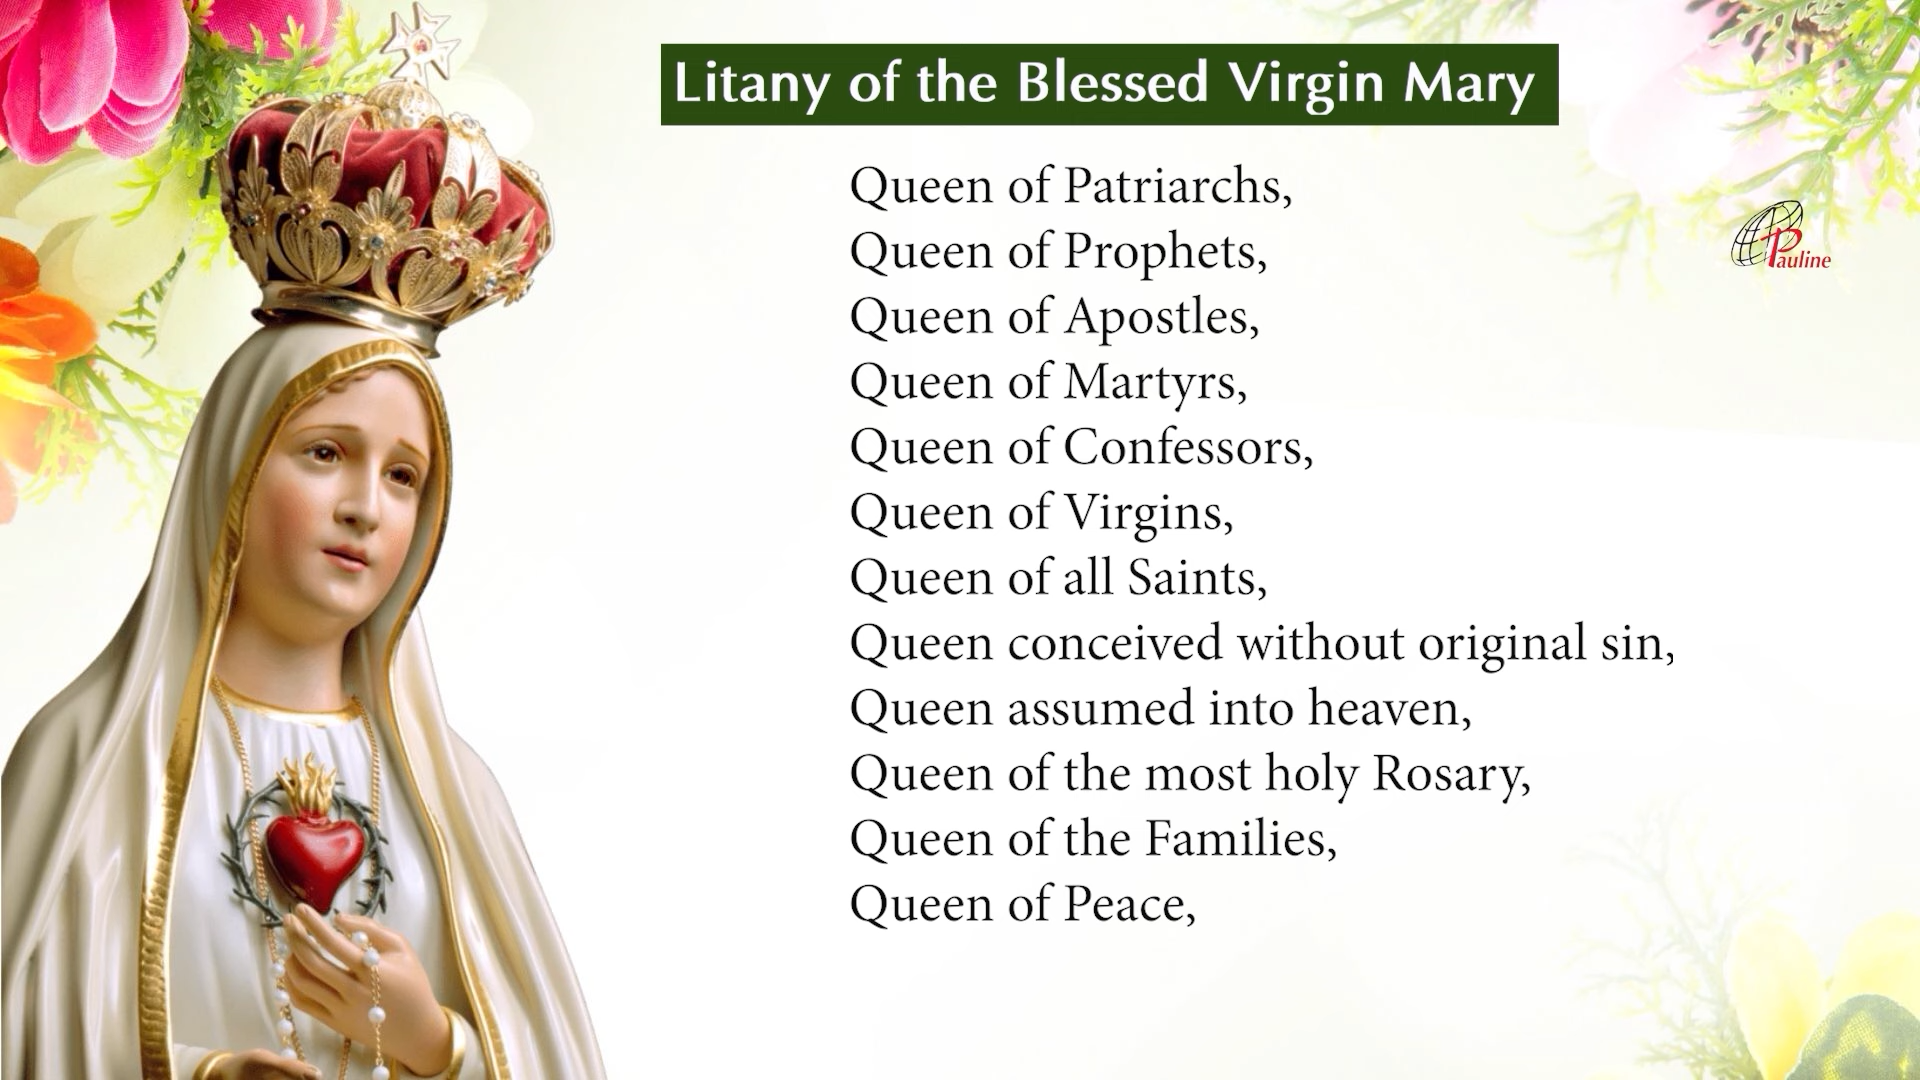 Litany of the Blessed Virgin Mary
Queen of Patriarchs,
Queen of Prophets,
Queen of Apostles,
Queen of Martyrs,
Queen of Confessors,
Queen of Virgins,
Queen of all Saints,
Queen conceived without original sin,
Queen assumed into heaven,
Queen of the most holy Rosary,
Queen of the Families,
Queen of Peace,
Pauline